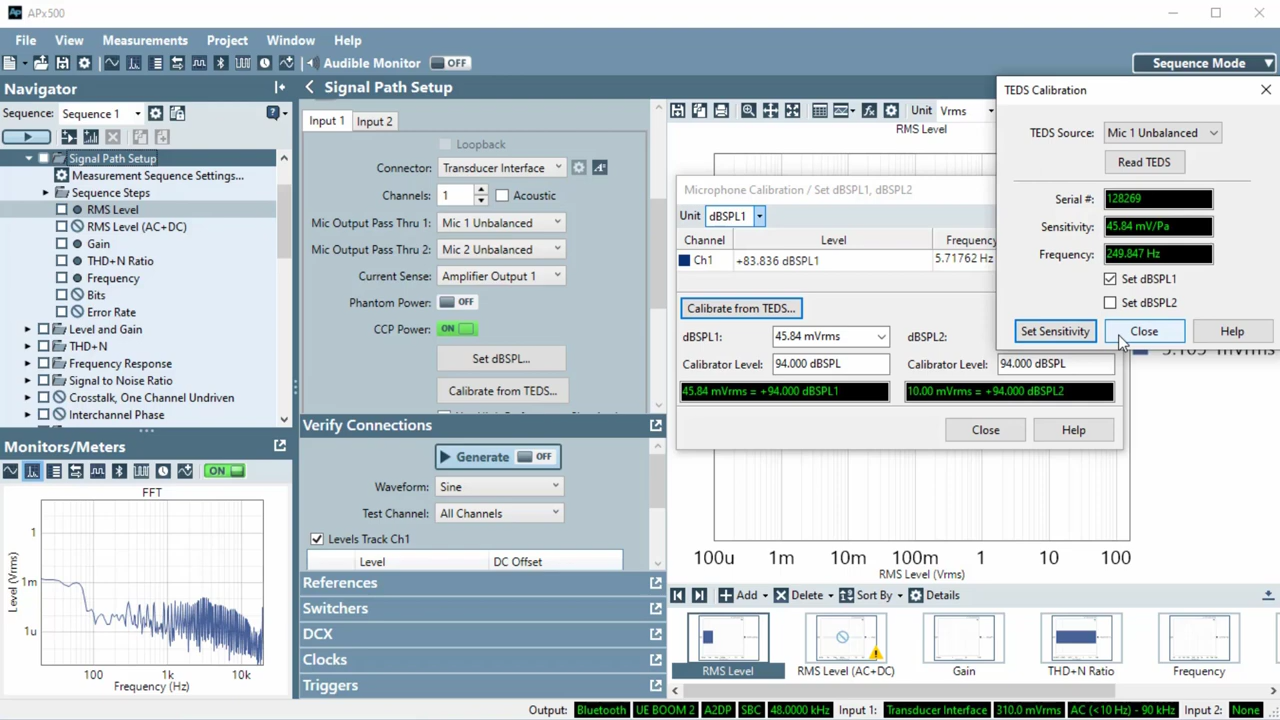 APx500
File View Measurements Project Window Help
Audible Monitor OFF
Sequence Mode
Navigator
Sequence: Sequence 1
Signal Path Setup
Measurement Sequence Settings...
Sequence Steps
RMS Level
RMS Level (AC+DC)
Gain
THD+N Ratio
Frequency
Bits
Error Rate
Level and Gain
THD+N
Frequency Response
Signal to Noise Ratio
Crosstalk, One Channel Undriven
Interchannel Phase
Monitors/Meters
ON
FFT
Level (Vrms)
1
1m
1u
100 1k 10k
Frequency (Hz)
Signal Path Setup
Input 1 Input 2
Loopback
Connector: Transducer Interface
Channels: 1 Acoustic
Mic Output Pass Thru 1: Mic 1 Unbalanced
Mic Output Pass Thru 2: Mic 2 Unbalanced
Current Sense: Amplifier Output 1
Phantom Power: OFF
CCP Power: ON
Set dBSPL...
Calibrate from TEDS...
Verify Connections
Generate OFF
Waveform: Sine
Test Channel: All Channels
Levels Track Ch1
Level DC Offset
References
Switchers
DCX
Clocks
Triggers
Unit Vrms
RMS Level
Microphone Calibration / Set dBSPL1, dBSPL2
Unit dBSPL1
Channel Level Frequency
Ch1 +83.836 dBSPL1 5.71762 Hz
Calibrate from TEDS...
dBSPL1: 45.84 mVrms dBSPL2:
Calibrator Level: 94.000 dBSPL Calibrator Level: 94.000 dBSPL
45.84 mVrms = +94.000 dBSPL1 10.00 mVrms = +94.000 dBSPL2
Close Help
TEDS Calibration
TEDS Source: Mic 1 Unbalanced
Read TEDS
Serial #: 128269
Sensitivity: 45.84 mV/Pa
Frequency: 249.847 Hz
Set dBSPL1
Set dBSPL2
Set Sensitivity Close Help
100u 1m 10m 100m 1 10 100
RMS Level (Vrms)
Add Delete Sort By Details
RMS Level RMS Level (AC+DC) Gain THD+N Ratio Frequency
Output: Bluetooth UE BOOM 2 A2DP SBC 48.0000 kHz Input 1: Transducer Interface 310.0 mVrms AC (<10 Hz) - 90 kHz Input 2: None